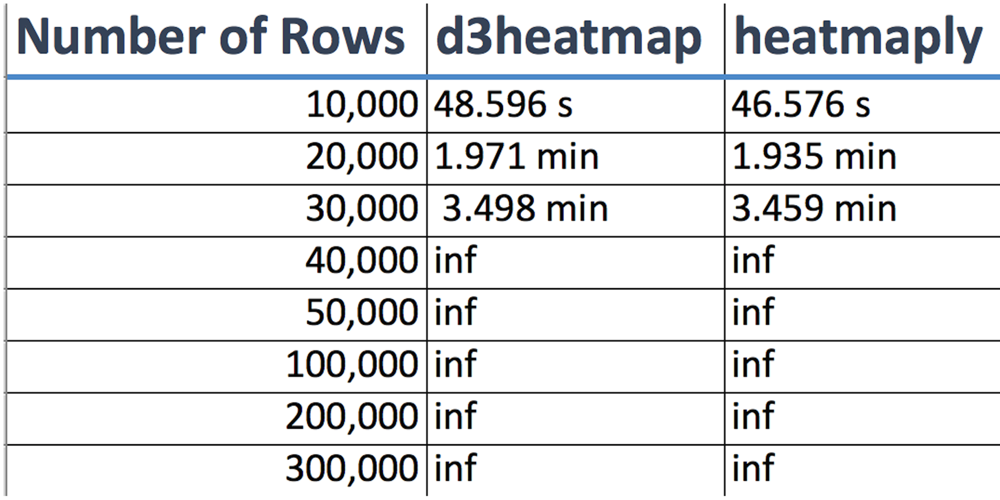 Number of Rows d3heatmap heatmaply
10,000 48.596 s 46.576 s
20,000 1.971 min 1.935 min
30,000 3.498 min 3.459 min
40,000 inf inf
50,000 inf inf
100,000 inf inf
200,000 inf inf
300,000 inf inf